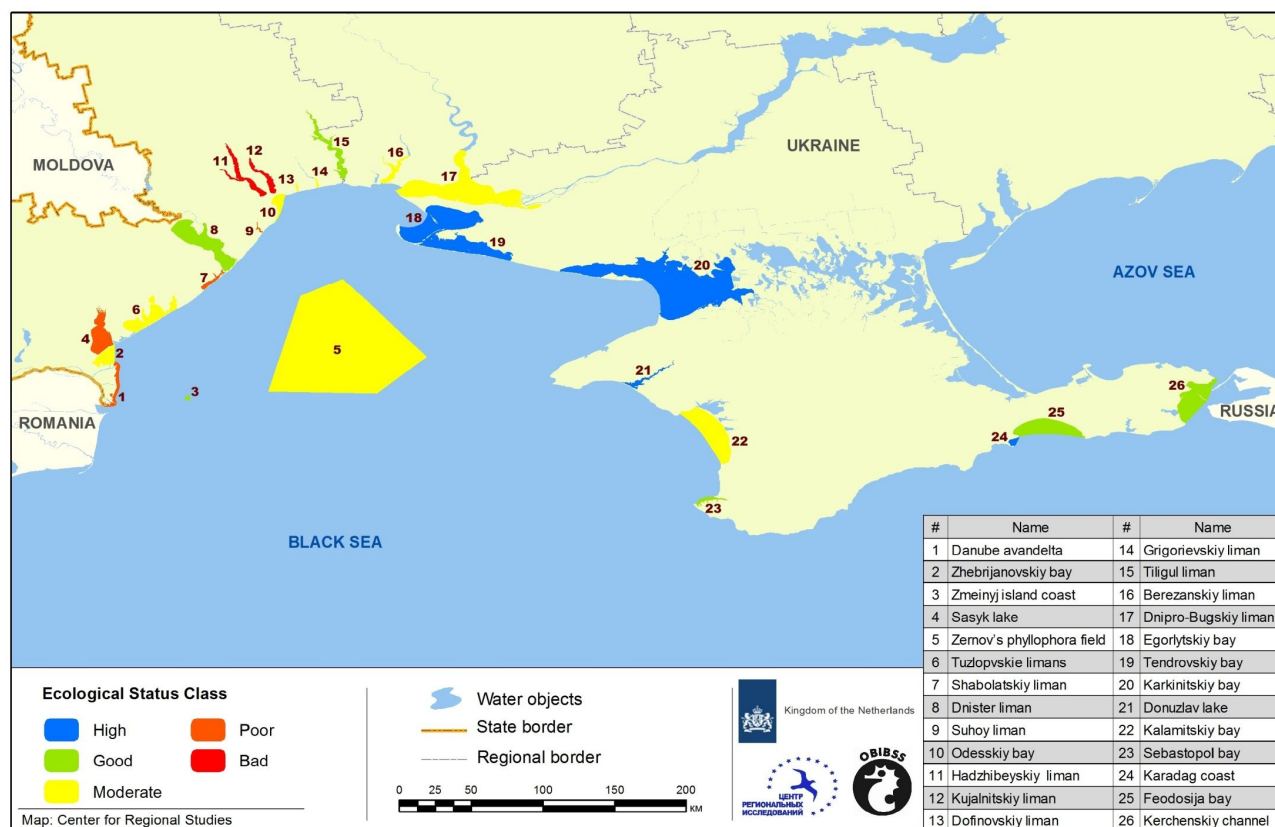 MOLDOVA
UKRAINE
AZOV SEA
ROMANIA
RUSSIA
BLACK SEA
11
12
13
14
15
16
17
10
9
8
18
19
20
7
6
4
2
5
3
1
21
22
23
24
25
26
Ecological Status Class
High
Poor
Good
Bad
Moderate
Map: Center for Regional Studies
Water objects
State border
Regional border
0 50 100 200
KM
Kingdom of the Netherlands
ЦЕНТР
РЕГИОНАЛЬНЫХ
ИССЛЕДОВАНИЙ
OBIBSS
# Name # Name
1 Danube avandelta 14 Grigorievskiy liman
2 Zhebrijanovskiy bay 15 Tiligul liman
3 Zmeinyj island coast 16 Berezanskiy liman
4 Sasyk lake 17 Dnipro-Bugskiy liman
5 Zernov's phyllophora field 18 Egorlytskiy bay
6 Tuzlopvskie limans 19 Tendrovskiy bay
7 Shabolatskiy liman 20 Karkinitskiy bay
8 Dnister liman 21 Donuzlav lake
9 Suhoy liman 22 Kalamitskiy bay
10 Odesskiy bay 23 Sebastopol bay
11 Hadzhibeyskiy liman 24 Karadag coast
12 Kujalnitskiy liman 25 Feodosija bay
13 Dofinovskiy liman 26 Kerchenskiy channel